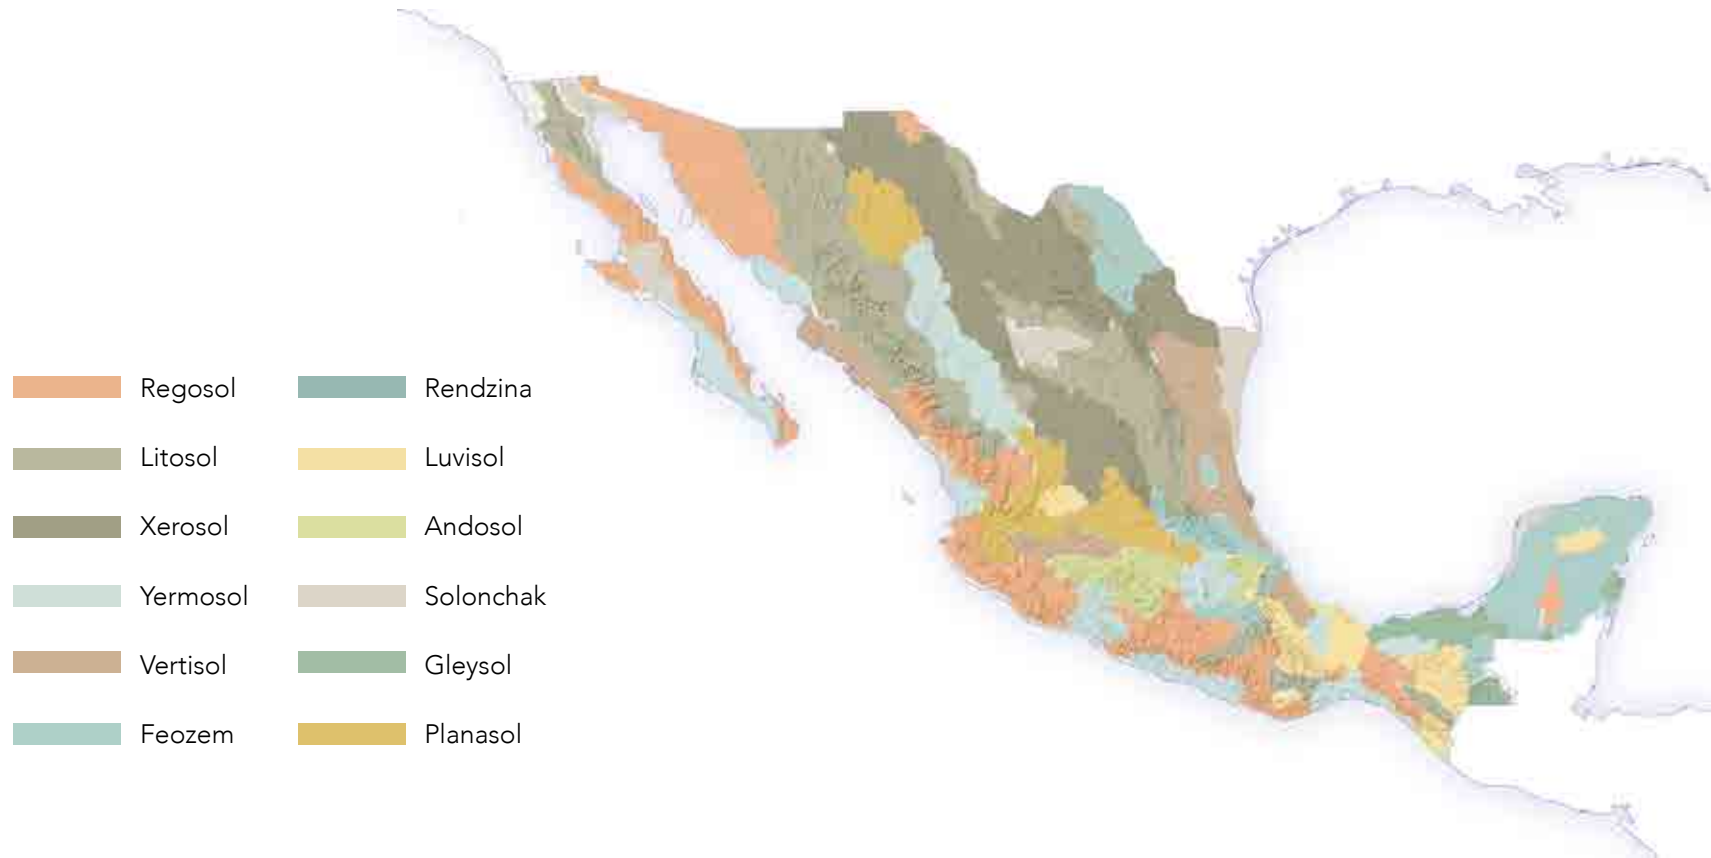 Regosol
Litosol
Xerosol
Yermosol
Vertisol
Feozem
Rendzina
Luvisol
Andosol
Solonchak
Gleysol
Planasol